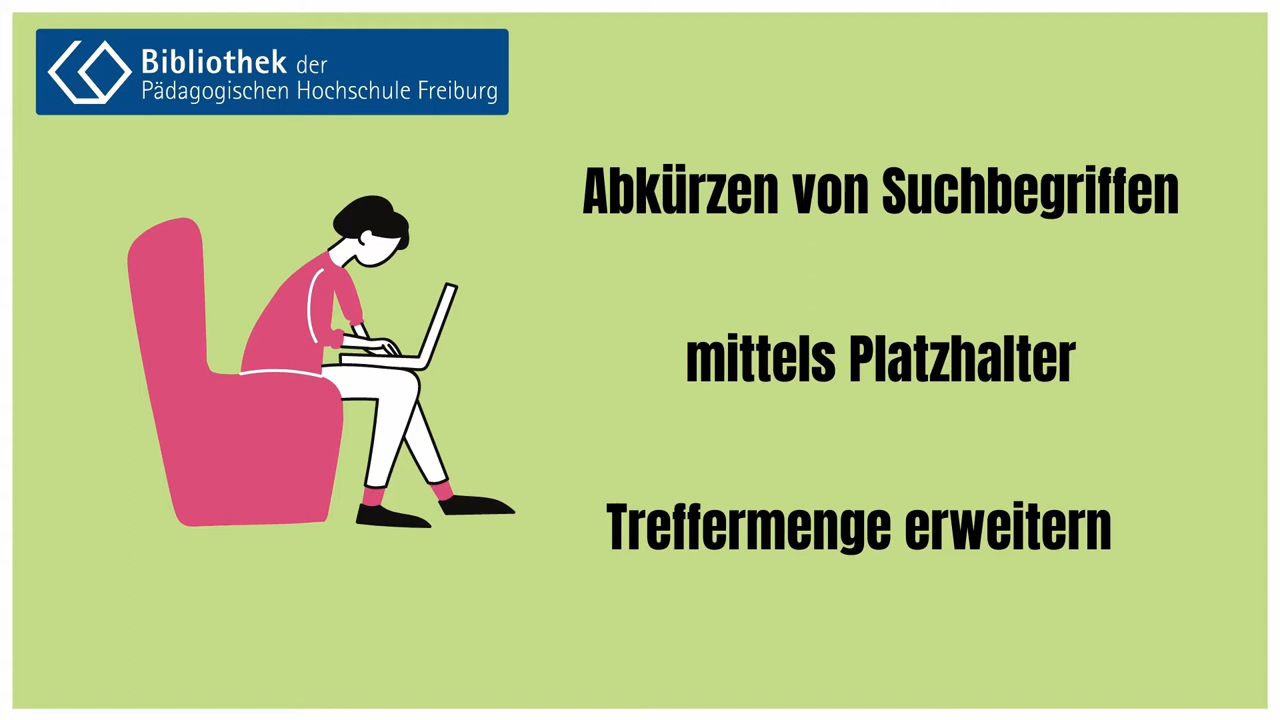 Bibliothek der
Pädagogischen Hochschule Freiburg
Abkürzen von Suchbegriffen
mittels Platzhalter
Treffermenge erweitern